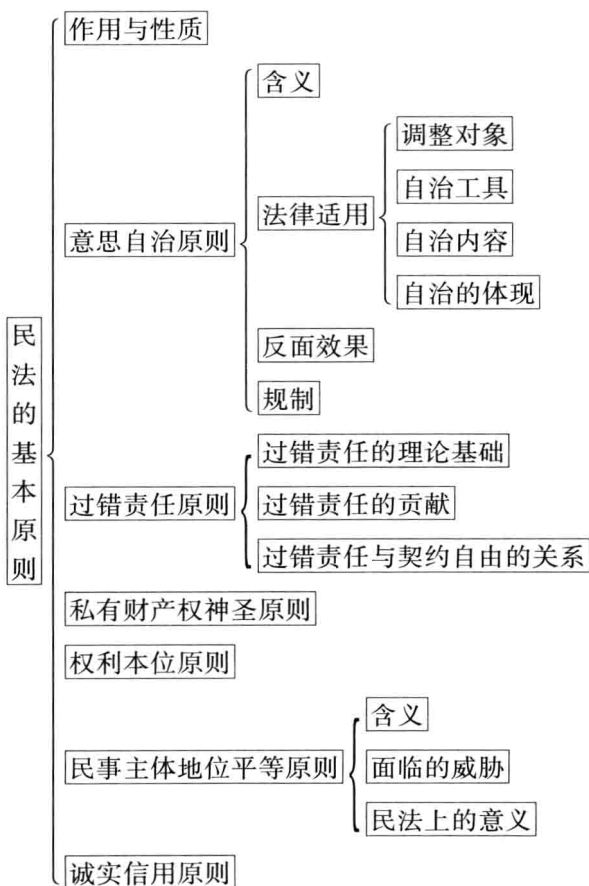 民法的基本原则
作用与性质
意思自治原则
含义
法律适用
调整对象
自治工具
自治内容
自治的体现
反面效果
规制
过错责任原则
过错责任的理论基础
过错责任的贡献
过错责任与契约自由的关系
私有财产权神圣原则
权利本位原则
民事主体地位平等原则
含义
面临的威胁
民法上的意义
诚实信用原则